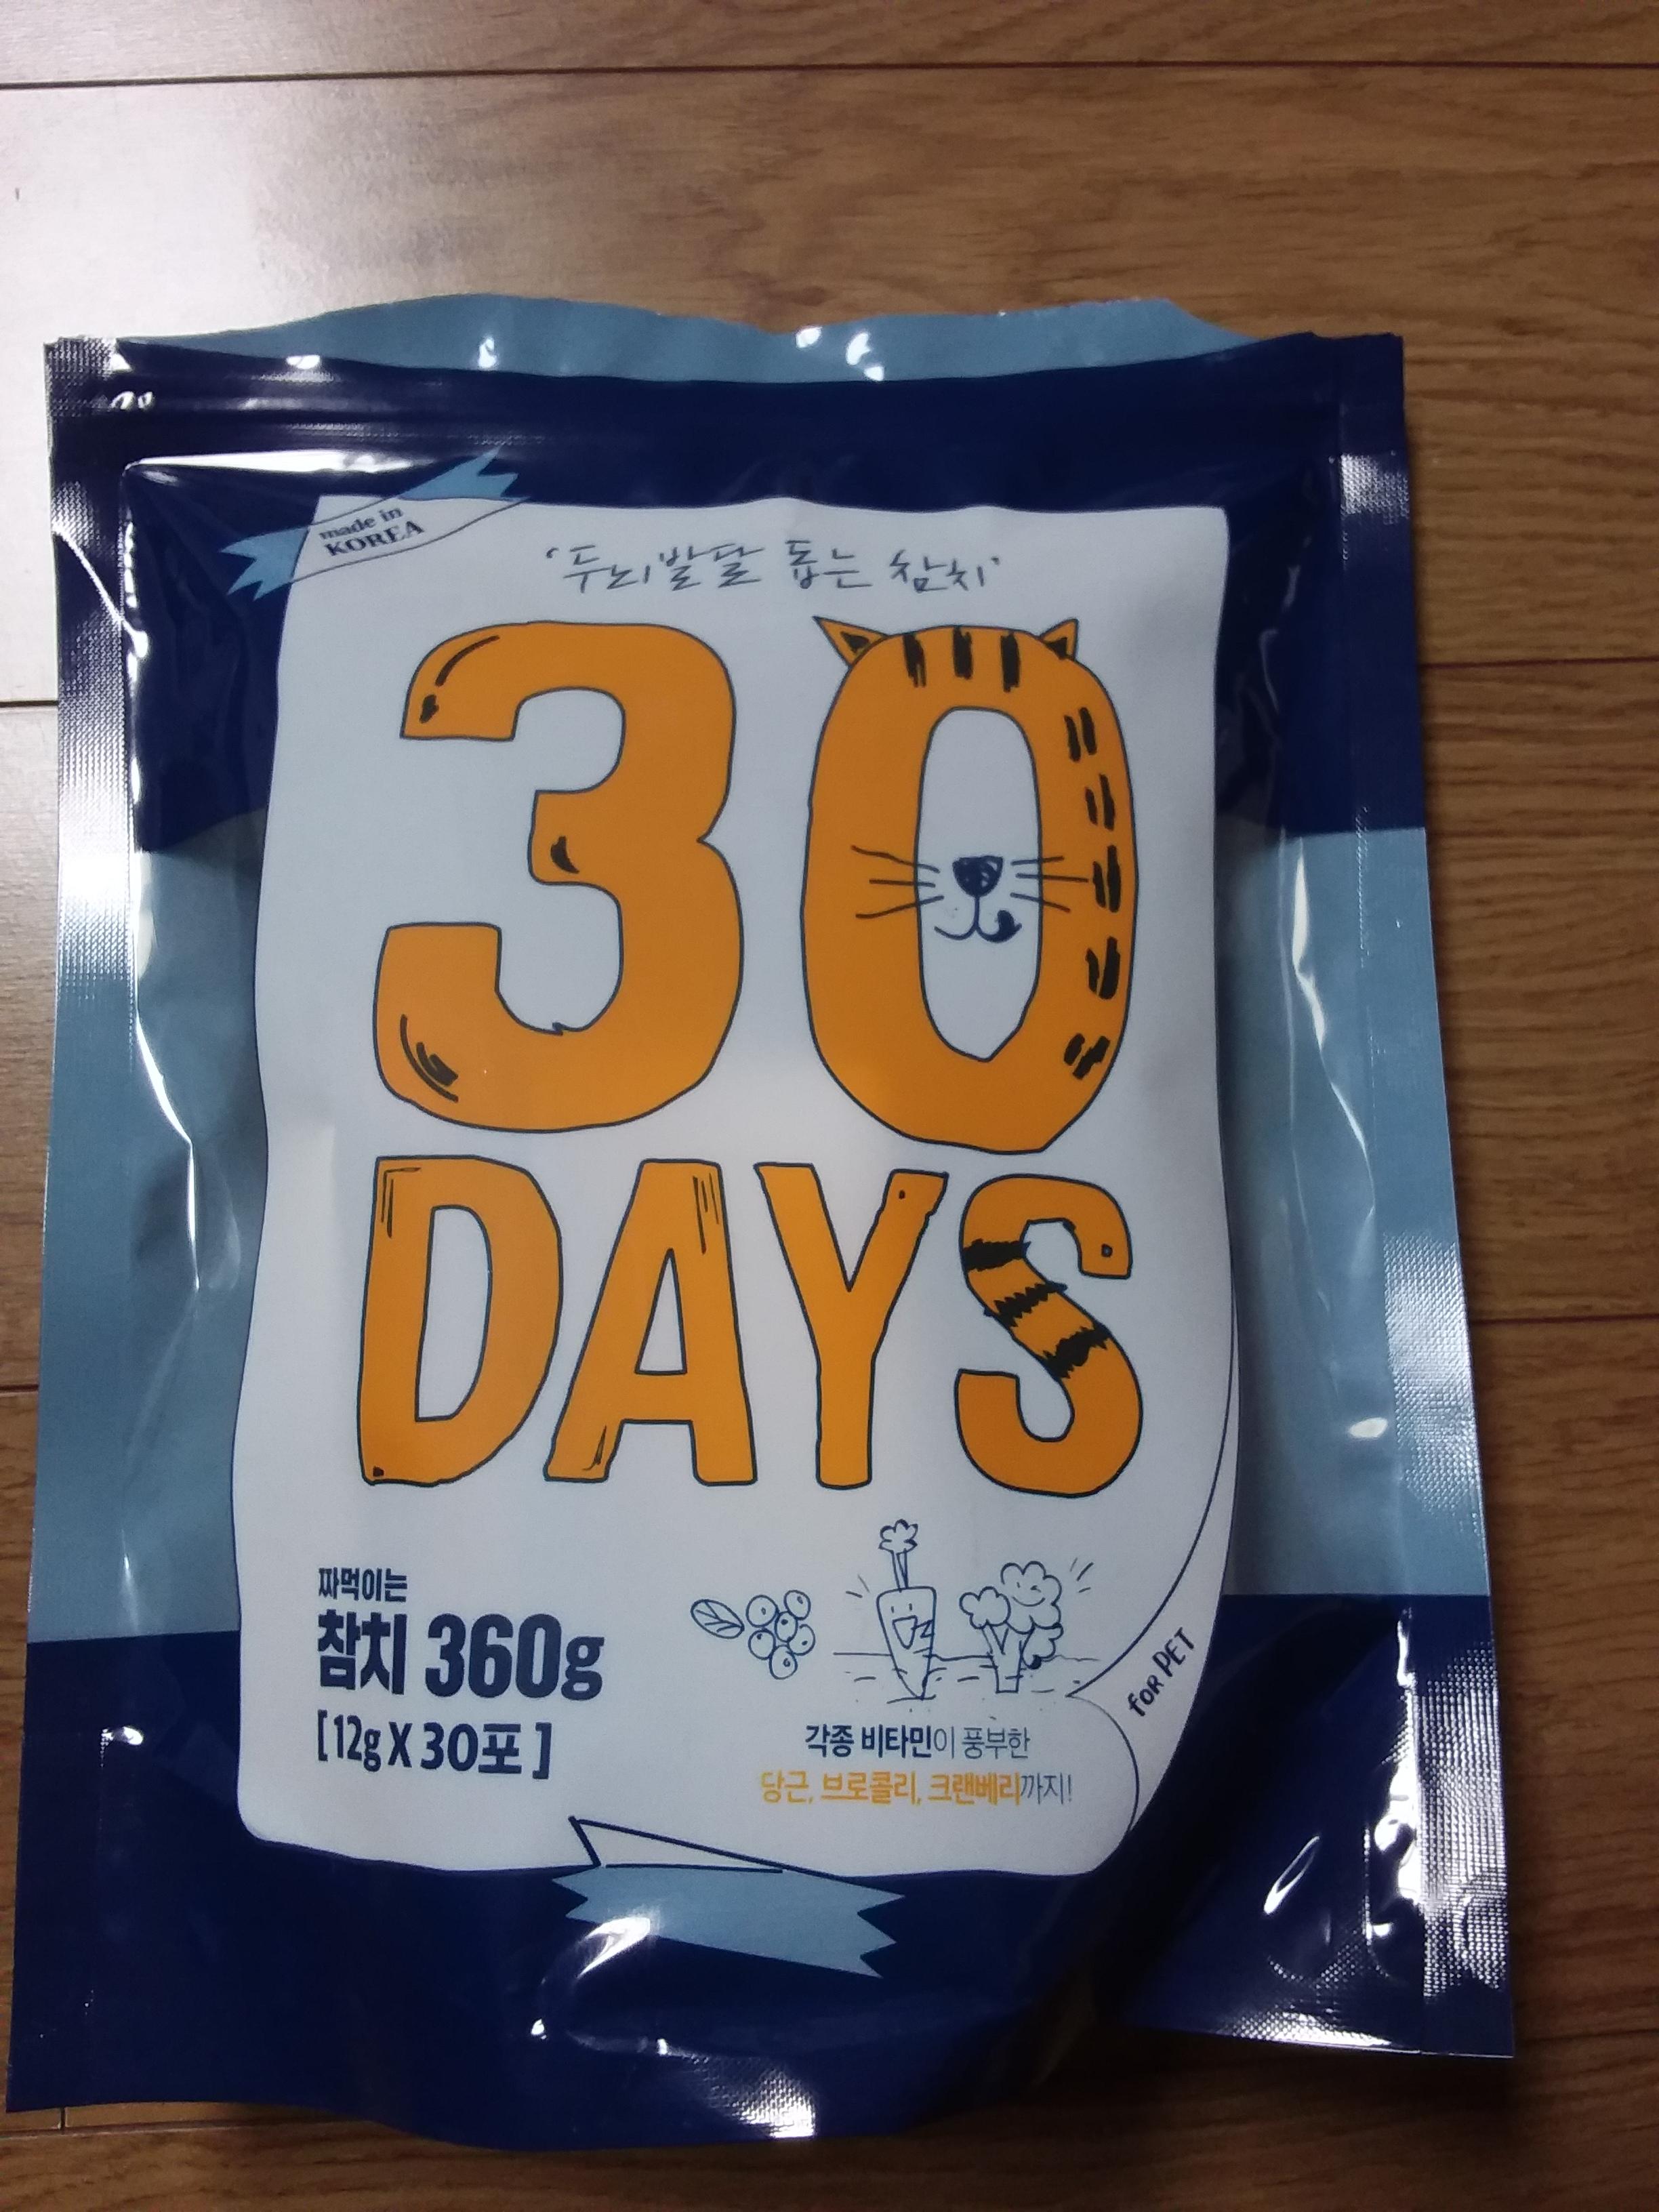 made in
KOREA
'두뇌발달 돕는 참치'
30
DAYS
짜먹이는
참치 360g
[12g X 30포]
각종 비타민이 풍부한
당근, 브로콜리, 크랜베리까지!
for PET